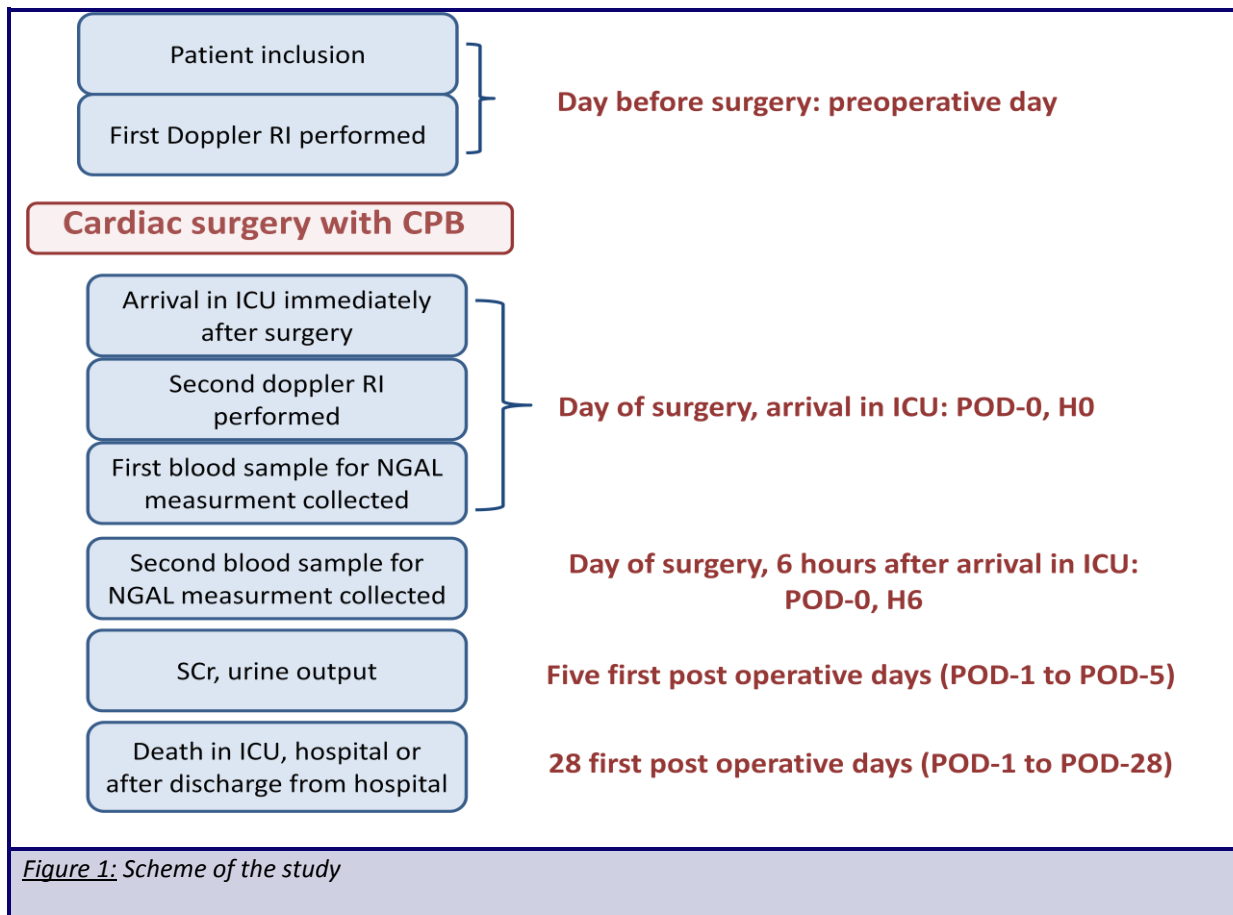 Patient inclusion
First Doppler RI performed
Day before surgery: preoperative day
Cardiac surgery with CPB
Arrival in ICU immediately
after surgery
Second doppler RI
performed
First blood sample for NGAL
measurment collected
Day of surgery, arrival in ICU: POD-0, H0
Second blood sample for
NGAL measurment collected
Day of surgery, 6 hours after arrival in ICU:
POD-0, H6
SCr, urine output
Five first post operative days (POD-1 to POD-5)
Death in ICU, hospital or
after discharge from hospital
28 first post operative days (POD-1 to POD-28)
Figure 1: Scheme of the study